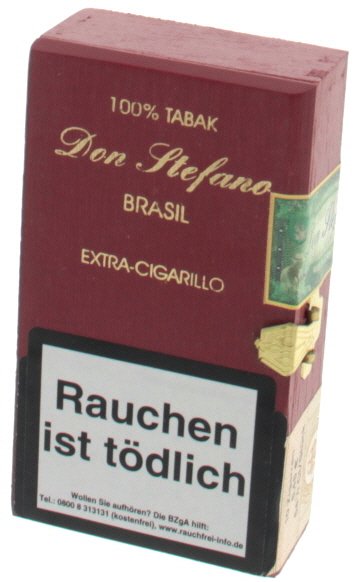 100% TABAK
Don Stefano
BRASIL
EXTRA-CIGARILLO
Rauchen
ist tödlich
Wollen Sie aufhören? Die BZgA hilft:
Tel.: 0800 8 313131 (kostenfrei), www.rauchfrei-info.de